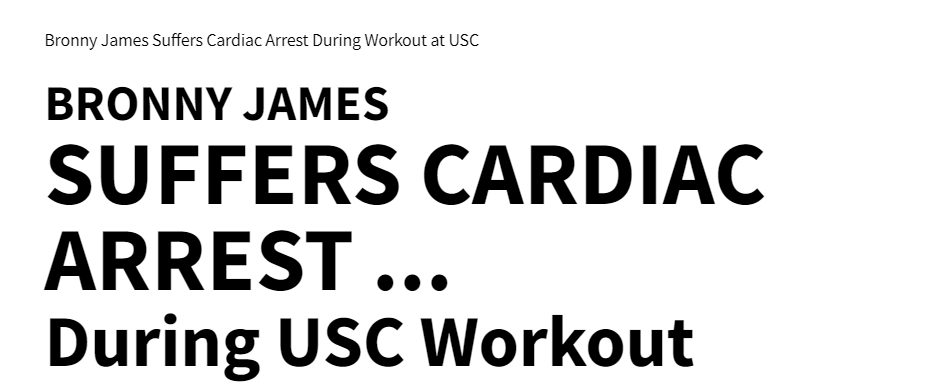 Bronny James Suffers Cardiac Arrest During Workout at USC
BRONNY JAMES
SUFFERS CARDIAC
ARREST ...
During USC Workout